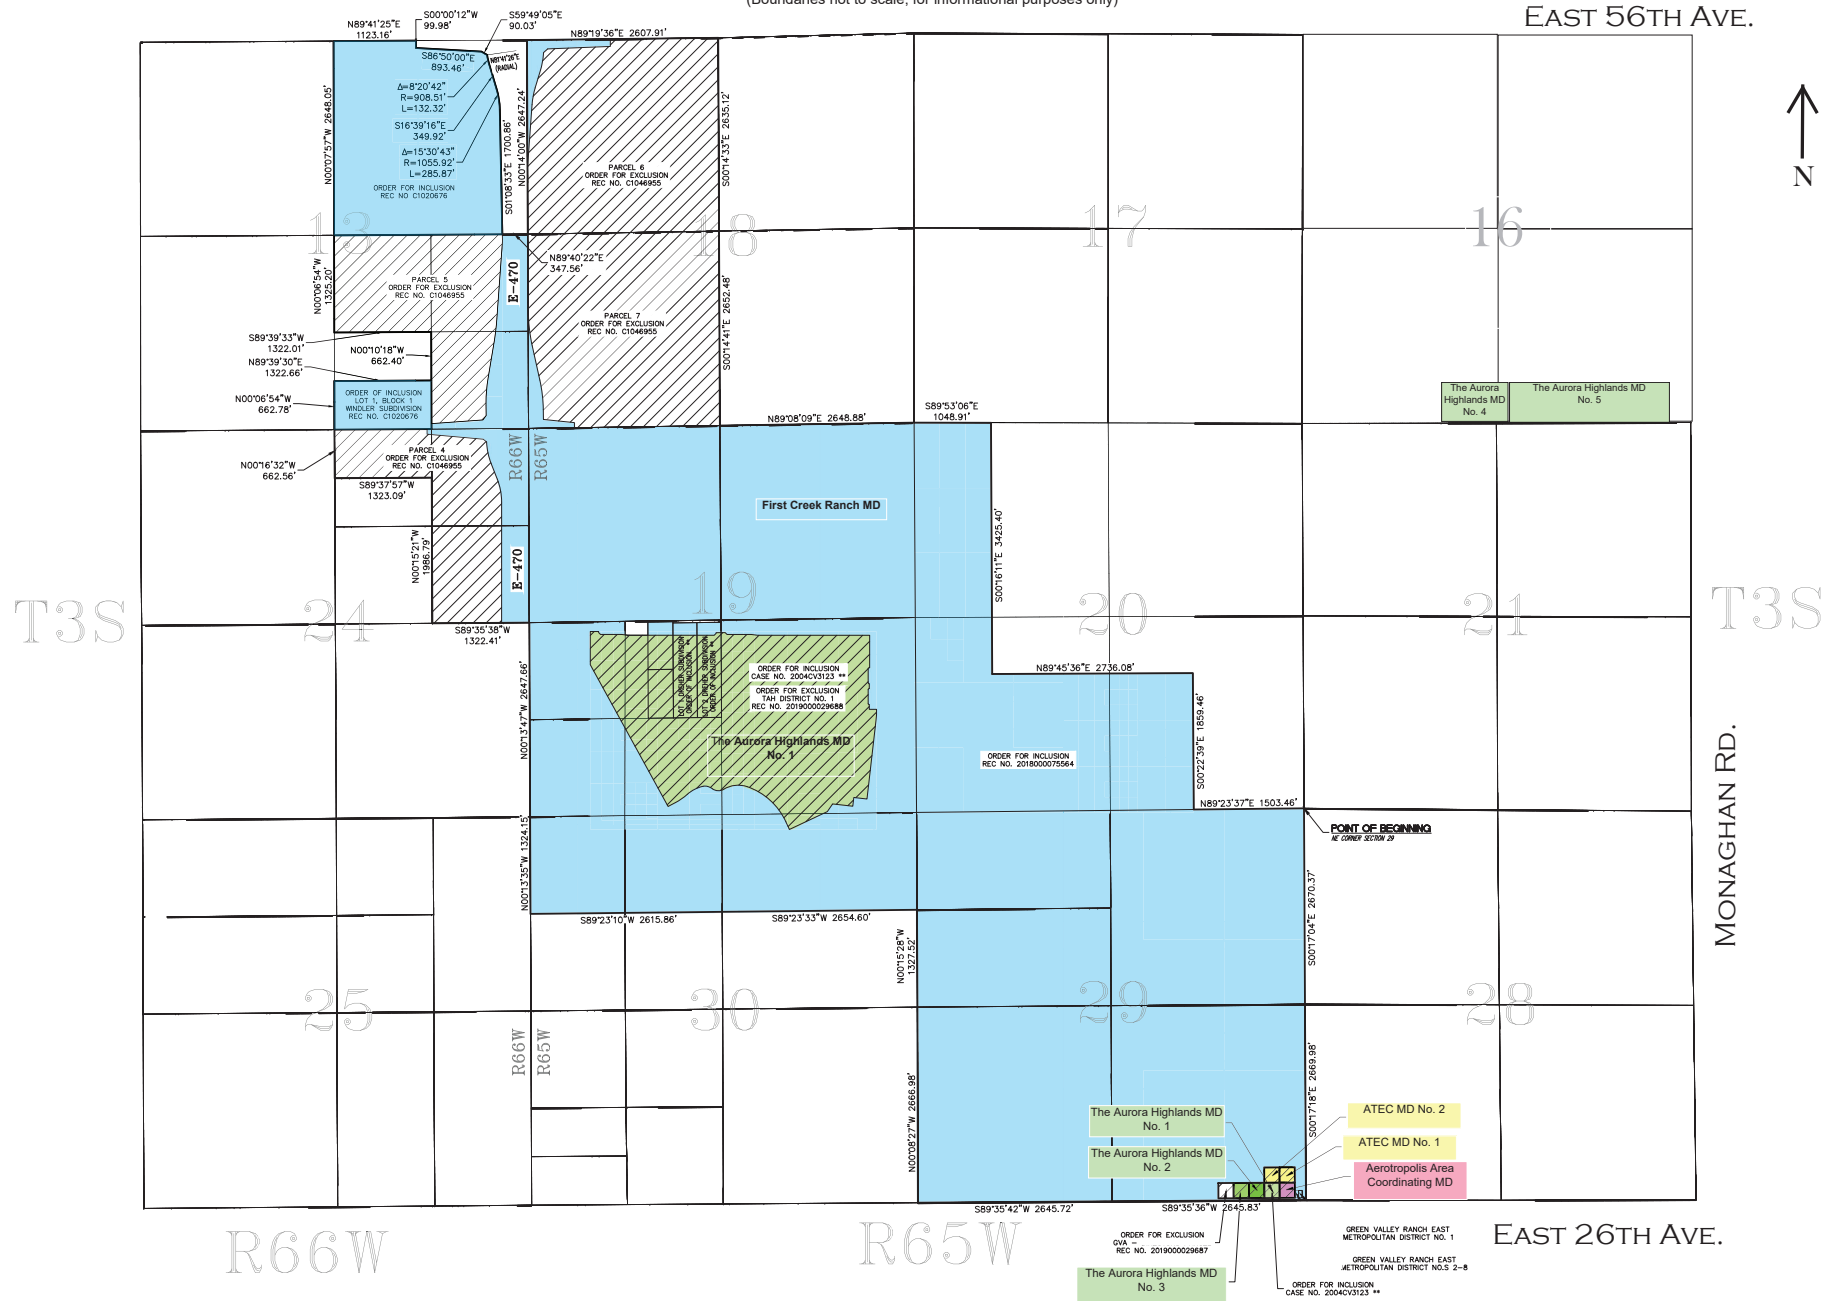 (Boundaries not to scale, for informational purposes only)
EAST 56TH AVE.
N89°41'25"E
1123.16'
S00°00'12"W
99.98'
S59°49'05"E
90.03'
N89°19'36"E 2607.91'
S86°50'00"E
893.46'
N81°41'26"E
(RADIAL)
Δ=8°20'42"
R=908.51'
L=132.32'
S16°39'16"E
349.92'
Δ=15°30'43"
R=1055.92'
L=285.87'
ORDER FOR INCLUSION
REC NO C1020676
N00°07'57"W 2648.05'
S01°08'33"E 1700.86'
N00°14'00"W 2647.24'
S00°14'33"E 2635.12'
PARCEL 6
ORDER FOR EXCLUSION
REC NO. C1046955
N
13
18
17
16
N89°40'22"E
347.56'
E-470
N00°06'54"W
1325.20'
PARCEL 5
ORDER FOR EXCLUSION
REC NO. C1046955
PARCEL 7
ORDER FOR EXCLUSION
REC NO. C1046955
S00°14'41"E 2652.48'
S89°39'33"W
1322.01'
N00°10'18"W
662.40'
N89°39'30"E
1322.66'
N00°06'54"W
662.78'
ORDER OF INCLUSION
LOT 1, BLOCK 1
WINDLER SUBDIVISION
REC NO. C1020676
The Aurora
Highlands MD
No. 4
The Aurora Highlands MD
No. 5
N89°08'09"E 2648.88'
S89°53'06"E
1048.91'
R66W
R65W
PARCEL 4
ORDER FOR EXCLUSION
REC NO. C1046955
N00°16'32"W
662.56'
S89°37'57"W
1323.09'
First Creek Ranch MD
S00°16'11"E 3425.40'
N00°15'21"W
1986.79'
E-470
T3S
24
19
20
21
T3S
S89°35'38"W
1322.41'
N00°13'47"W 2647.66'
LOT 1 DREHER SUBDIVISION
ORDER OF INCLUSION **
LOT 2 DREHER SUBDIVISION
ORDER OF INCLUSION **
ORDER FOR INCLUSION
CASE NO. 2004CV3123 **
ORDER FOR EXCLUSION
TAH DISTRICT NO. 1
REC NO. 2019000029688
The Aurora Highlands MD
No. 1
N89°45'36"E 2736.08'
S00°22'39"E 1859.46'
ORDER FOR INCLUSION
REC NO. 2018000075564
N89°23'37"E 1503.46'
POINT OF BEGINNING
NE CORNER SECTION 29
MONAGHAN RD.
N00°13'35"W 1324.15'
S89°23'10"W 2615.86'
S89°23'33"W 2654.60'
N00°15'28"W
1327.52'
S00°17'04"E 2670.37'
25
30
29
28
R66W
R65W
N00°08'27"W 2666.98'
S00°17'18"E 2669.98'
The Aurora Highlands MD
No. 1
The Aurora Highlands MD
No. 2
ATEC MD No. 2
ATEC MD No. 1
Aerotropolis Area
Coordinating MD
S89°35'42"W 2645.72'
S89°35'36"W 2645.83'
R66W
R65W
EAST 26TH AVE.
ORDER FOR EXCLUSION
GVA –
REC NO. 2019000029687
The Aurora Highlands MD
No. 3
GREEN VALLEY RANCH EAST
METROPOLITAN DISTRICT NO. 1
GREEN VALLEY RANCH EAST
METROPOLITAN DISTRICT NO.S 2-8
ORDER FOR INCLUSION
CASE NO. 2004CV3123 **